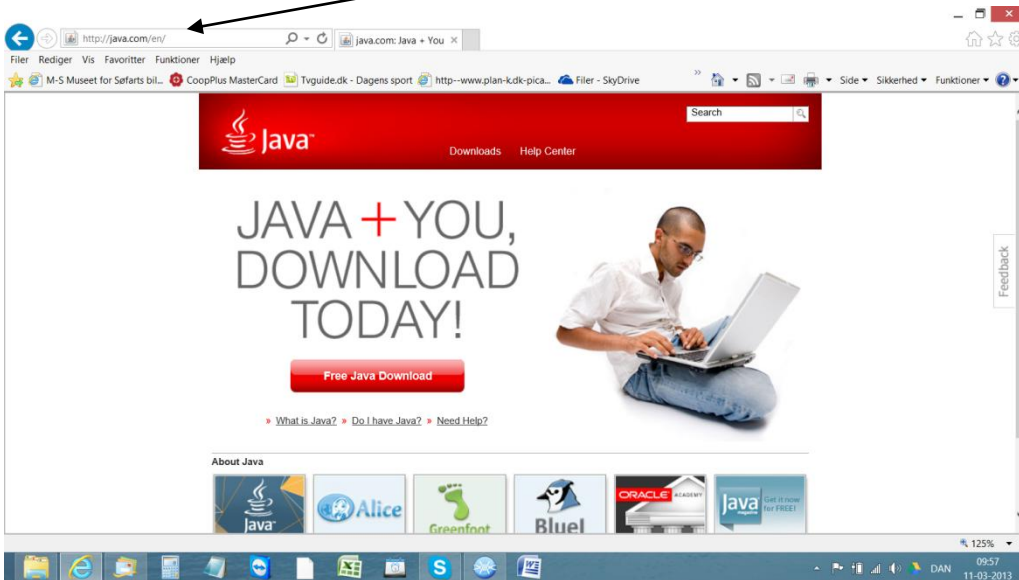 http://java.com/en/
java.com: Java + You
Filer Rediger Vis Favoritter Funktioner Hjælp
M-S Museet for Søfarts bil... CoopPlus MasterCard Tvguide.dk - Dagens sport http--www.plan-k.dk-pica... Filer - SkyDrive » Side Sikkerhed Funktioner
Search
Java™
Downloads Help Center
JAVA + YOU,
DOWNLOAD
TODAY!
Feedback
Free Java Download
» What is Java? » Do I have Java? » Need Help?
About Java
Java™
Alice
Greenfoot
BlueJ
ORACLE ACADEMY
Java magazine
Get it now
for FREE!
125%
DAN
09:57
11-03-2013